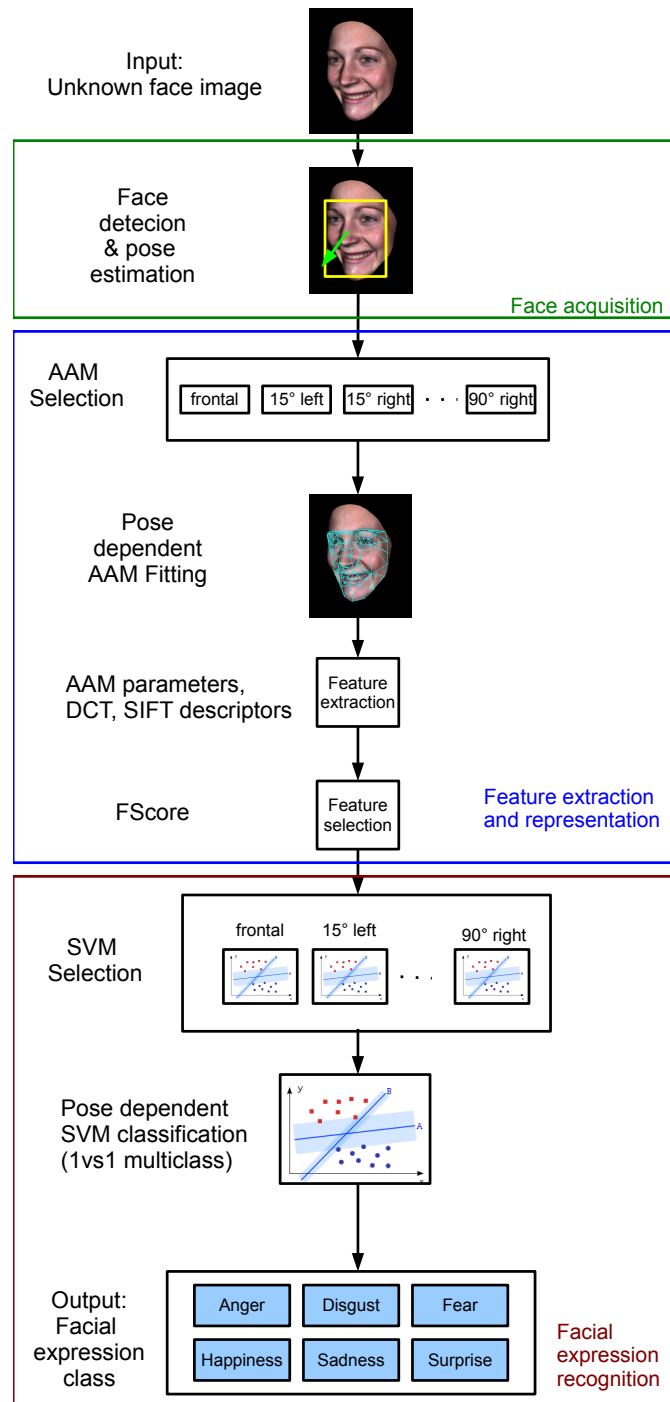 Input:
Unknown face image
Face
detecion
& pose
estimation
Face acquisition
AAM
Selection
frontal
15° left
15° right
. . .
90° right
Pose
dependent
AAM Fitting
AAM parameters,
DCT, SIFT descriptors
Feature
extraction
FScore
Feature
selection
Feature extraction
and representation
SVM
Selection
frontal
15° left
. . .
90° right
Pose dependent
SVM classification
(1vs1 multiclass)
y
B
A
x
Output:
Facial
expression
class
Anger
Disgust
Fear
Happiness
Sadness
Surprise
Facial
expression
recognition